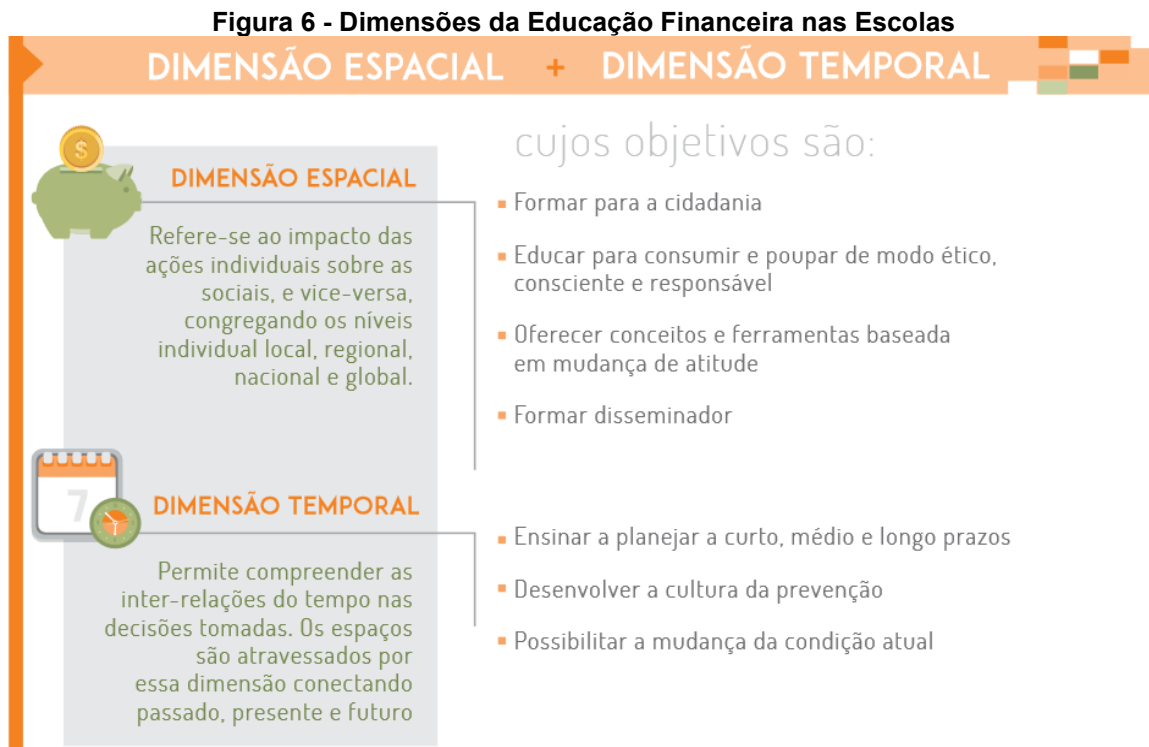 Figura 6 - Dimensões da Educação Financeira nas Escolas
DIMENSÃO ESPACIAL + DIMENSÃO TEMPORAL
$
DIMENSÃO ESPACIAL
Refere-se ao impacto das
ações individuais sobre as
sociais, e vice-versa,
congregando os níveis
individual local, regional,
nacional e global.
cujos objetivos são:
Formar para a cidadania
Educar para consumir e poupar de modo ético,
consciente e responsável
Oferecer conceitos e ferramentas baseada
em mudança de atitude
Formar disseminador
7
DIMENSÃO TEMPORAL
Permite compreender as
inter-relações do tempo nas
decisões tomadas. Os espaços
são atravessados por
essa dimensão conectando
passado, presente e futuro
Ensinar a planejar a curto, médio e longo prazos
Desenvolver a cultura da prevenção
Possibilitar a mudança da condição atual